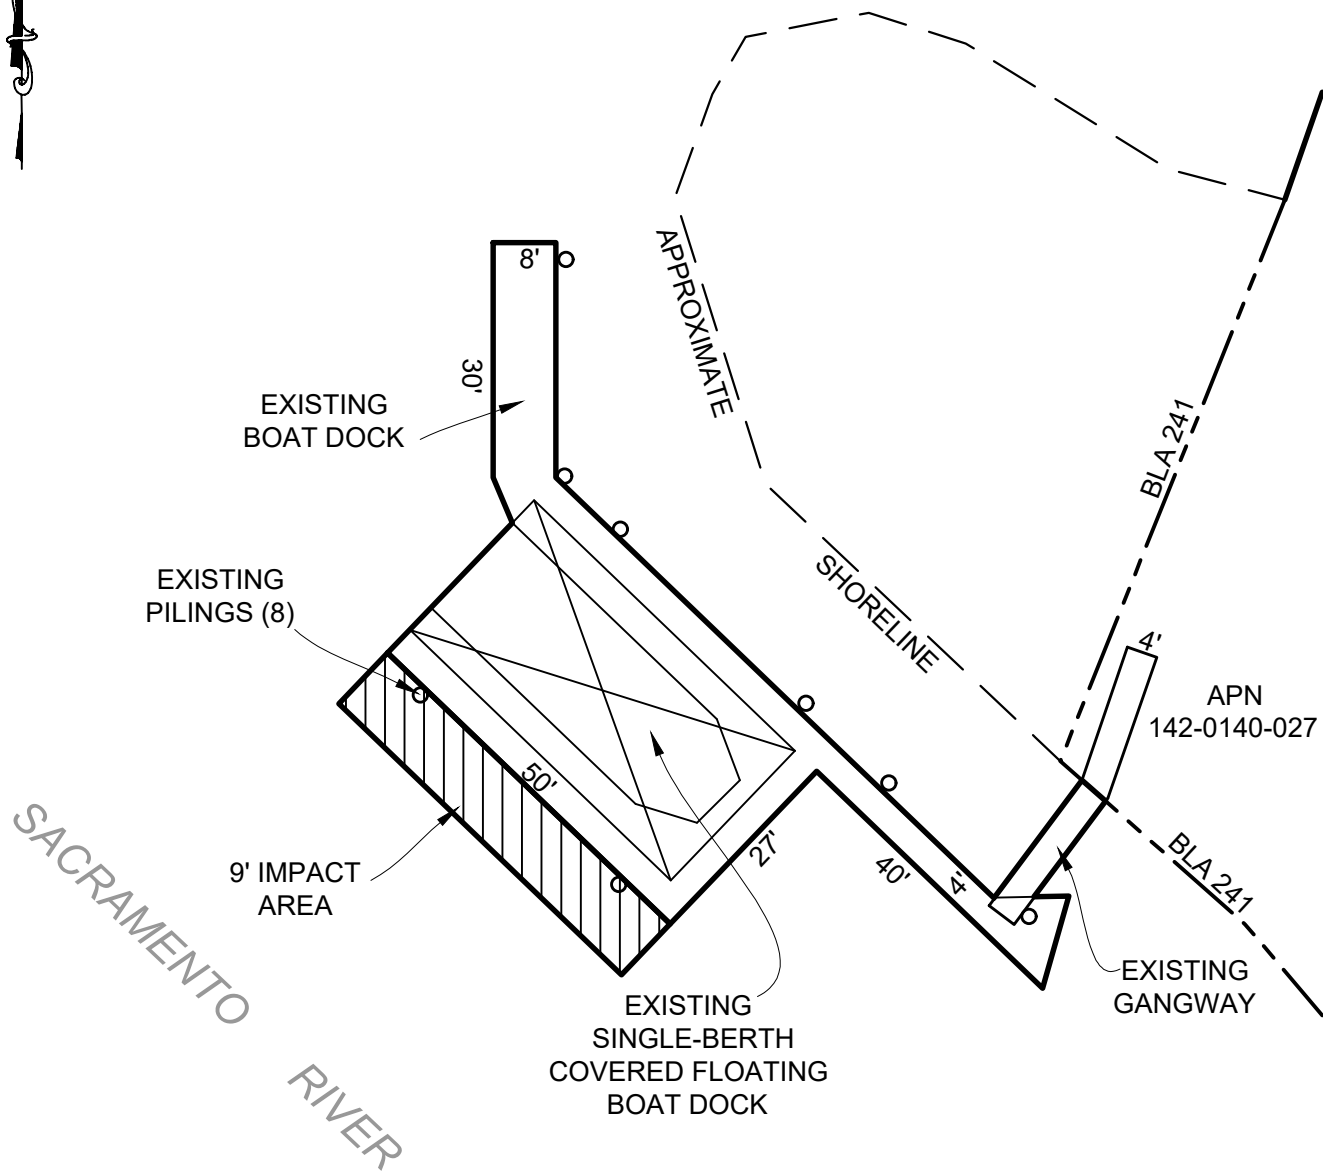 8'
APPROXIMATE
30'
EXISTING
BOAT DOCK
BLA 241
SHORELINE
EXISTING
PILINGS (8)
4'
APN
142-0140-027
50'
27'
40'
4'
9' IMPACT
AREA
BLA 241
SACRAMENTO
RIVER
EXISTING
GANGWAY
EXISTING
SINGLE-BERTH
COVERED FLOATING
BOAT DOCK